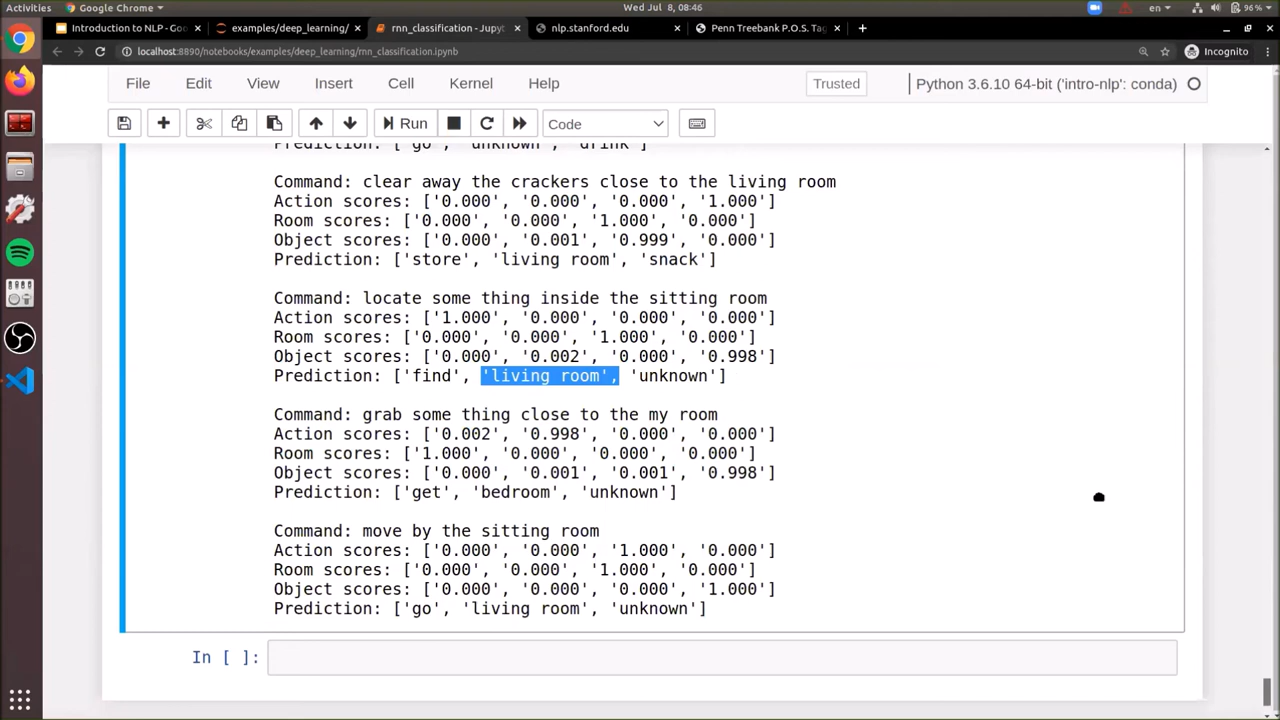 Activities
Google Chrome
Wed Jul 8, 08:46
en
96%
Introduction to NLP - Goo
examples/deep_learning/
rnn_classification - Jupyt
nlp.stanford.edu
Penn Treebank P.O.S. Tag
localhost:8890/notebooks/examples/deep_learning/rnn_classification.ipynb
Incognito
File Edit View Insert Cell Kernel Help
Trusted
Python 3.6.10 64-bit ('intro-nlp': conda)
Run
Code
Prediction: ['go', 'unknown', 'drink']
Command: clear away the crackers close to the living room
Action scores: ['0.000', '0.000', '0.000', '1.000']
Room scores: ['0.000', '0.000', '1.000', '0.000']
Object scores: ['0.000', '0.001', '0.999', '0.000']
Prediction: ['store', 'living room', 'snack']
Command: locate some thing inside the sitting room
Action scores: ['1.000', '0.000', '0.000', '0.000']
Room scores: ['0.000', '0.000', '1.000', '0.000']
Object scores: ['0.000', '0.002', '0.000', '0.998']
Prediction: ['find', 'living room', 'unknown']
Command: grab some thing close to the my room
Action scores: ['0.002', '0.998', '0.000', '0.000']
Room scores: ['1.000', '0.000', '0.000', '0.000']
Object scores: ['0.000', '0.001', '0.001', '0.998']
Prediction: ['get', 'bedroom', 'unknown']
Command: move by the sitting room
Action scores: ['0.000', '0.000', '1.000', '0.000']
Room scores: ['0.000', '0.000', '1.000', '0.000']
Object scores: ['0.000', '0.000', '0.000', '1.000']
Prediction: ['go', 'living room', 'unknown']
In [ ]: